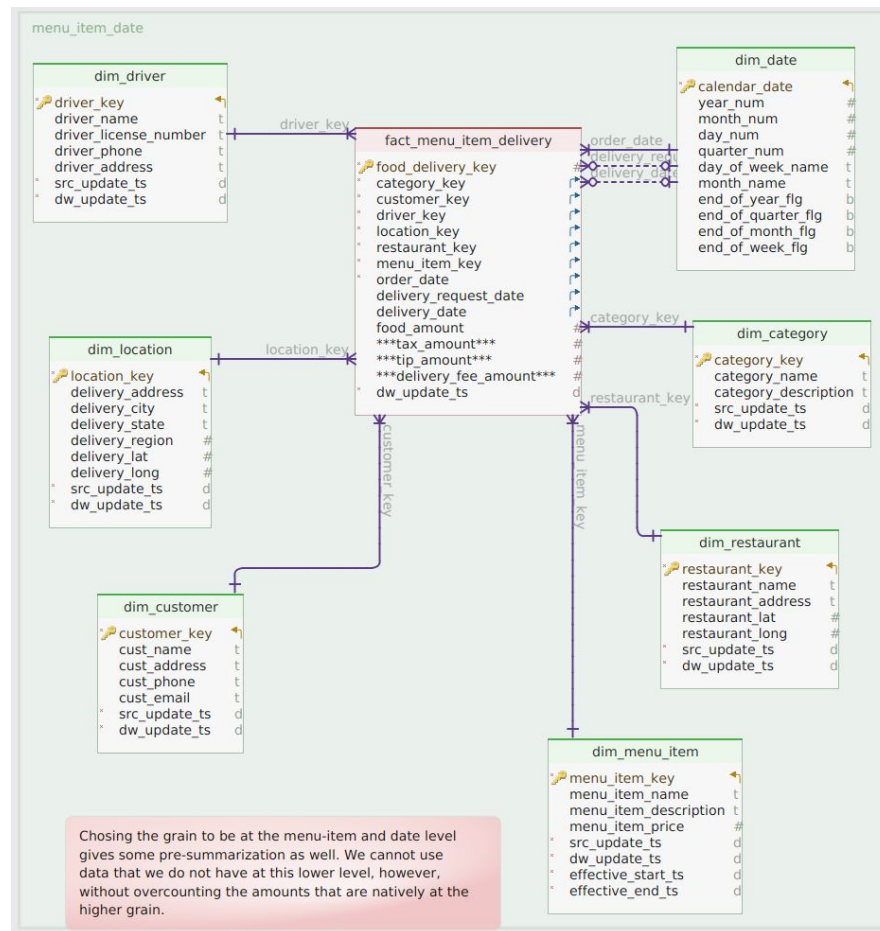 menu_item_date
dim_driver
driver_key
driver_name t
driver_license_number t
driver_phone t
driver_address t
src_update_ts d
dw_update_ts d
driver_key
fact_menu_item_delivery
food_delivery_key #
category_key
customer_key
driver_key
location_key
restaurant_key
menu_item_key
order_date
delivery_request_date
delivery_date
food_amount #
***tax_amount*** #
***tip_amount*** #
***delivery_fee_amount*** #
dw_update_ts d
order_date
delivery_requ
delivery_date
dim_date
calendar_date
year_num #
month_num #
day_num #
quarter_num #
day_of_week_name t
month_name t
end_of_year_flg b
end_of_quarter_flg b
end_of_month_flg b
end_of_week_flg b
category_key
dim_category
category_key
category_name t
category_description t
src_update_ts d
dw_update_ts d
location_key
dim_location
location_key
delivery_address t
delivery_city t
delivery_state t
delivery_region #
delivery_lat #
delivery_long #
src_update_ts d
dw_update_ts d
restaurant_key
customer_key
menu_item_key
dim_restaurant
restaurant_key
restaurant_name t
restaurant_address t
restaurant_lat #
restaurant_long #
src_update_ts d
dw_update_ts d
dim_customer
customer_key
cust_name t
cust_address t
cust_phone t
cust_email t
src_update_ts d
dw_update_ts d
dim_menu_item
menu_item_key
menu_item_name t
menu_item_description t
menu_item_price #
src_update_ts d
dw_update_ts d
effective_start_ts d
effective_end_ts d
Chosing the grain to be at the menu-item and date level
gives some pre-summarization as well. We cannot use
data that we do not have at this lower level, however,
without overcounting the amounts that are natively at the
higher grain.